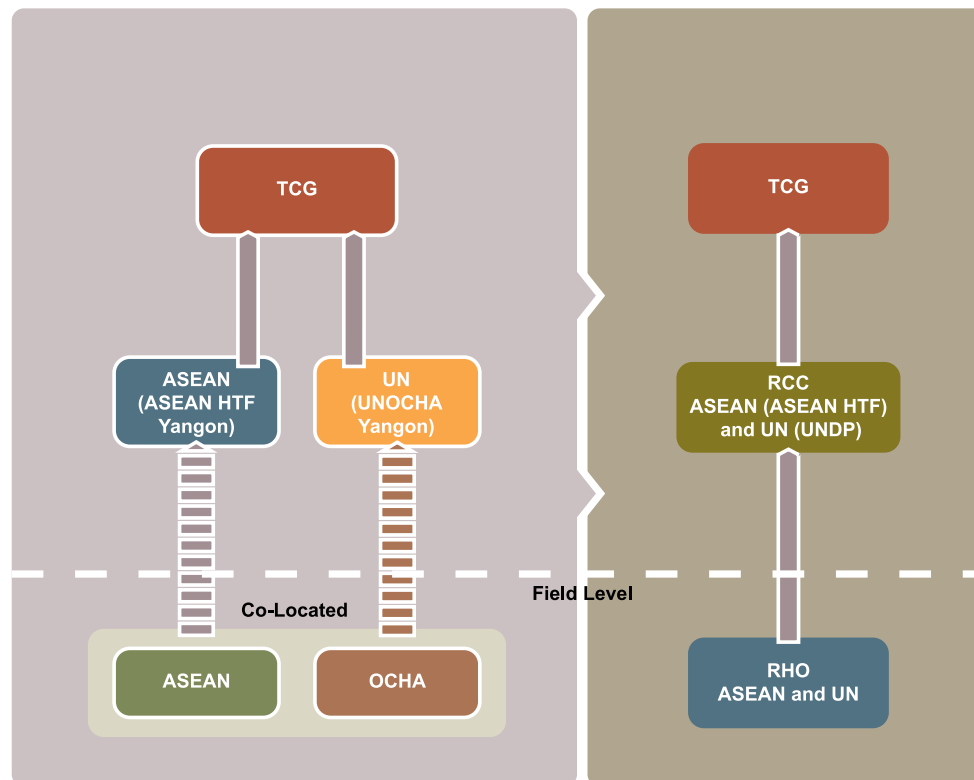 TCG
ASEAN
(ASEAN HTF
Yangon)
UN
(UNOCHA
Yangon)
Co-Located
ASEAN
OCHA
Field Level
TCG
RCC
ASEAN (ASEAN HTF)
and UN (UNDP)
RHO
ASEAN and UN